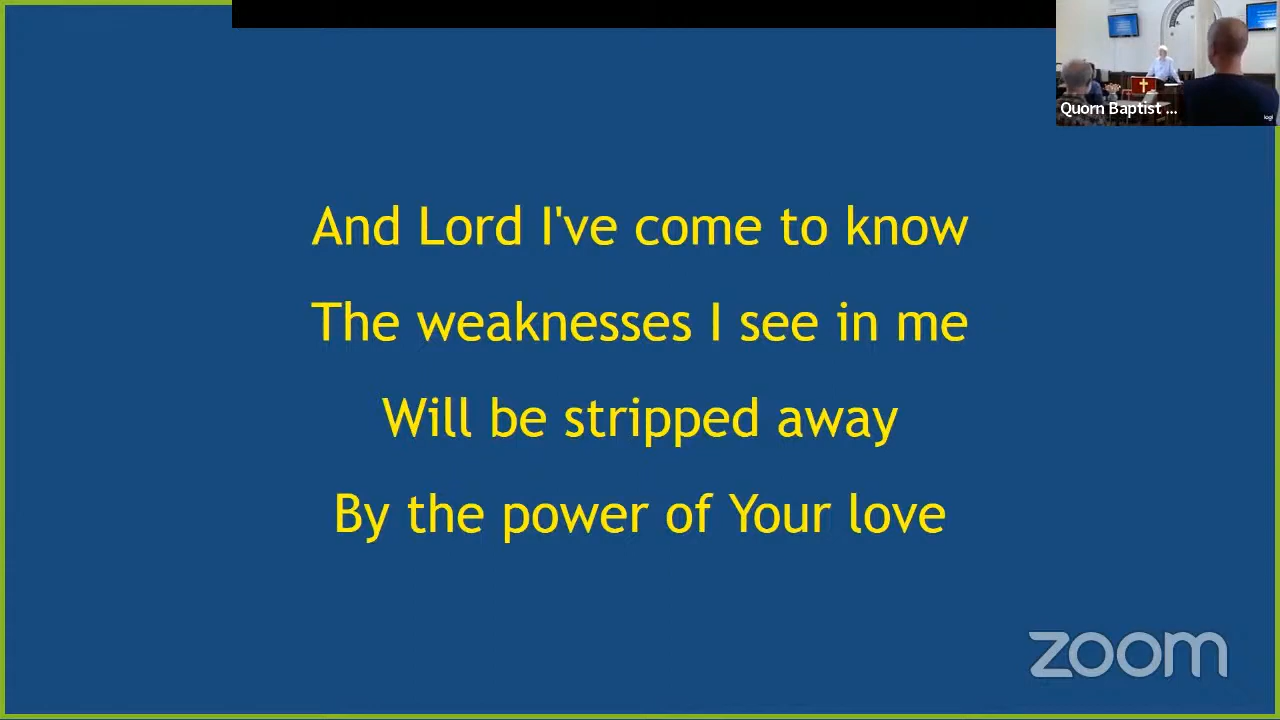 Quorn Baptist ...
And Lord I've come to know
The weaknesses I see in me
Will be stripped away
By the power of Your love
zoom